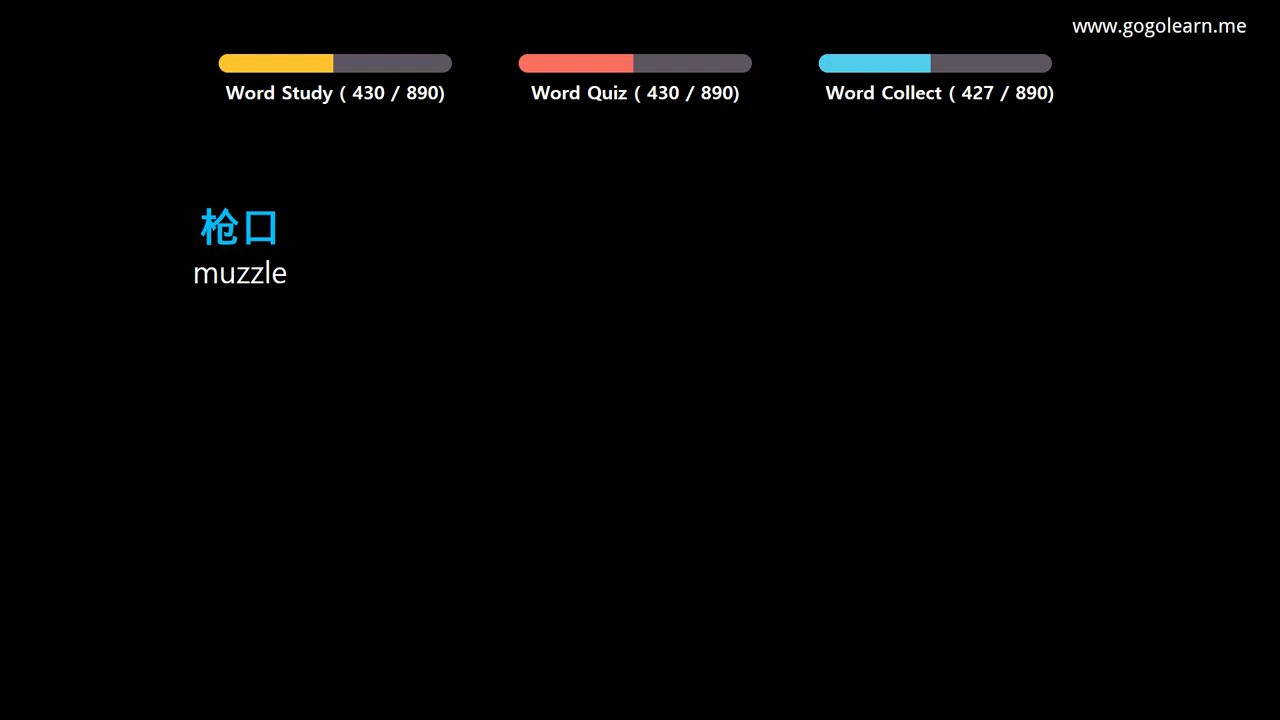 www.gogolearn.me
Word Study ( 430 / 890)
Word Quiz ( 430 / 890)
Word Collect ( 427 / 890)
枪口
muzzle